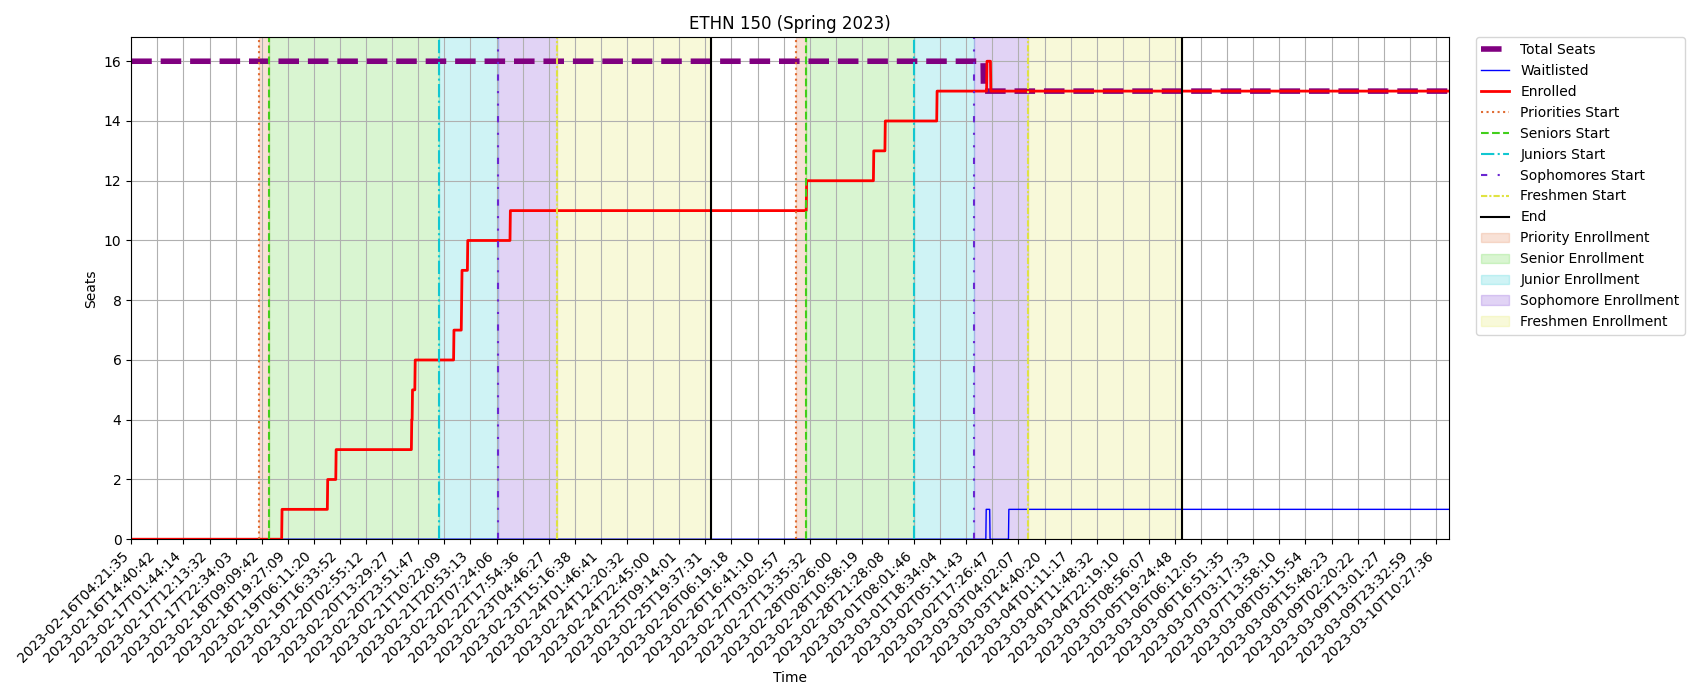 ETHN 150 (Spring 2023)
Seats
16
14
12
10
8
6
4
2
0
2023-02-16T04:21:35
2023-02-16T14:40:42
2023-02-17T01:44:14
2023-02-17T12:13:32
2023-02-17T22:34:03
2023-02-18T09:09:42
2023-02-18T19:27:09
2023-02-19T06:11:20
2023-02-19T16:33:52
2023-02-20T02:55:12
2023-02-20T13:29:27
2023-02-20T23:51:47
2023-02-21T10:22:09
2023-02-21T20:53:13
2023-02-22T07:24:06
2023-02-22T17:54:36
2023-02-23T04:46:27
2023-02-23T15:16:38
2023-02-24T01:46:41
2023-02-24T12:20:32
2023-02-24T22:45:00
2023-02-25T09:14:01
2023-02-25T19:37:31
2023-02-26T06:19:18
2023-02-26T16:41:10
2023-02-27T03:02:57
2023-02-27T13:35:32
2023-02-28T00:26:00
2023-02-28T10:58:19
2023-02-28T21:28:08
2023-03-01T08:01:46
2023-03-01T18:34:04
2023-03-02T05:11:43
2023-03-02T17:26:47
2023-03-03T04:02:07
2023-03-03T14:40:20
2023-03-04T01:11:17
2023-03-04T11:48:32
2023-03-04T22:19:10
2023-03-05T08:56:07
2023-03-05T19:24:48
2023-03-06T06:12:05
2023-03-06T16:51:35
2023-03-07T03:17:33
2023-03-07T13:58:10
2023-03-08T05:15:54
2023-03-08T15:48:23
2023-03-09T02:20:22
2023-03-09T13:01:27
2023-03-09T23:32:59
2023-03-10T10:27:36
Time
Total Seats
Waitlisted
Enrolled
Priorities Start
Seniors Start
Juniors Start
Sophomores Start
Freshmen Start
End
Priority Enrollment
Senior Enrollment
Junior Enrollment
Sophomore Enrollment
Freshmen Enrollment